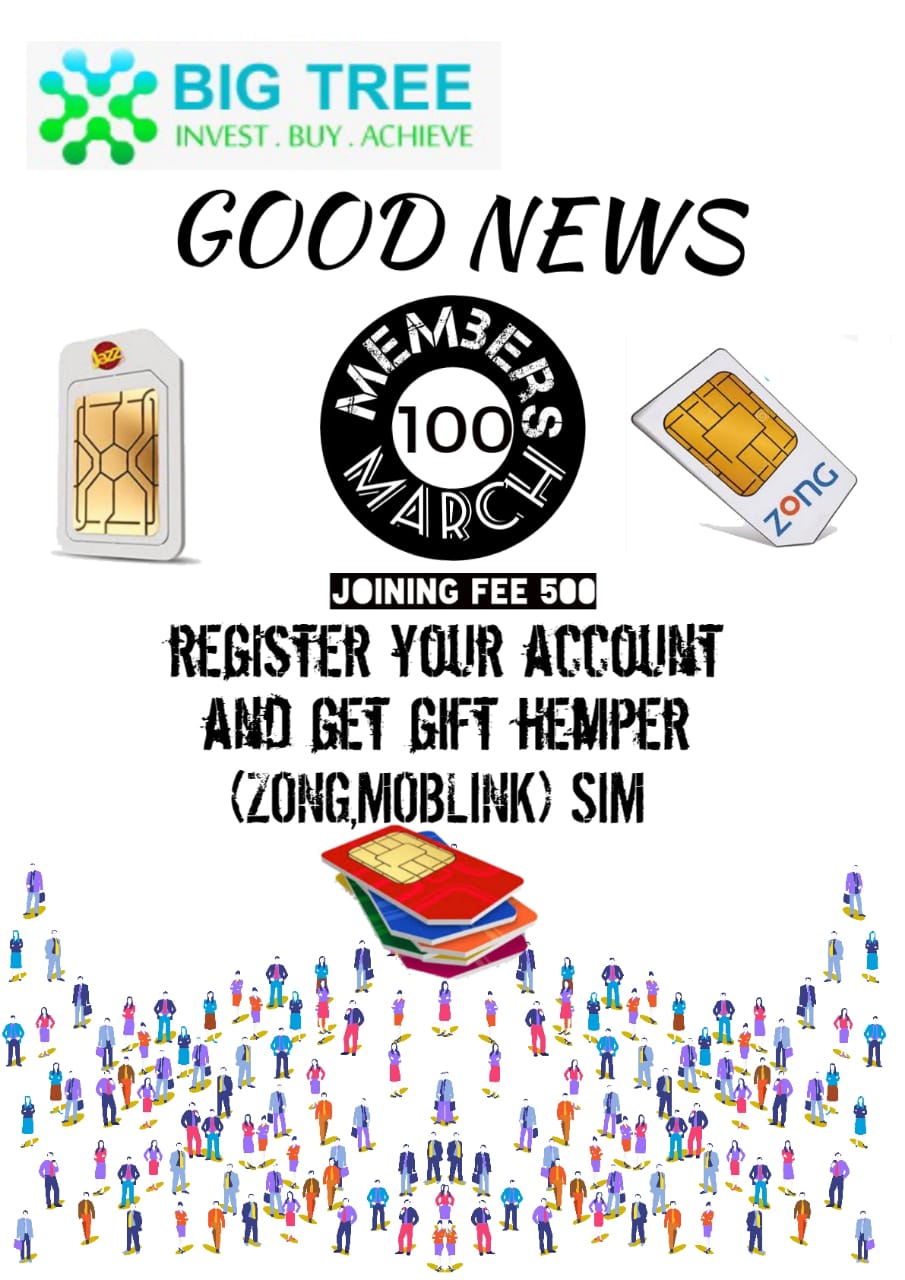 BIG TREE
INVEST . BUY . ACHIEVE
GOOD NEWS
Jazz
MEMBERS
100
MARCH
ZONG
JOINING FEE 500
REGISTER YOUR ACCOUNT
AND GET GIFT HEMPER
(ZONG,MOBLINK) SIM